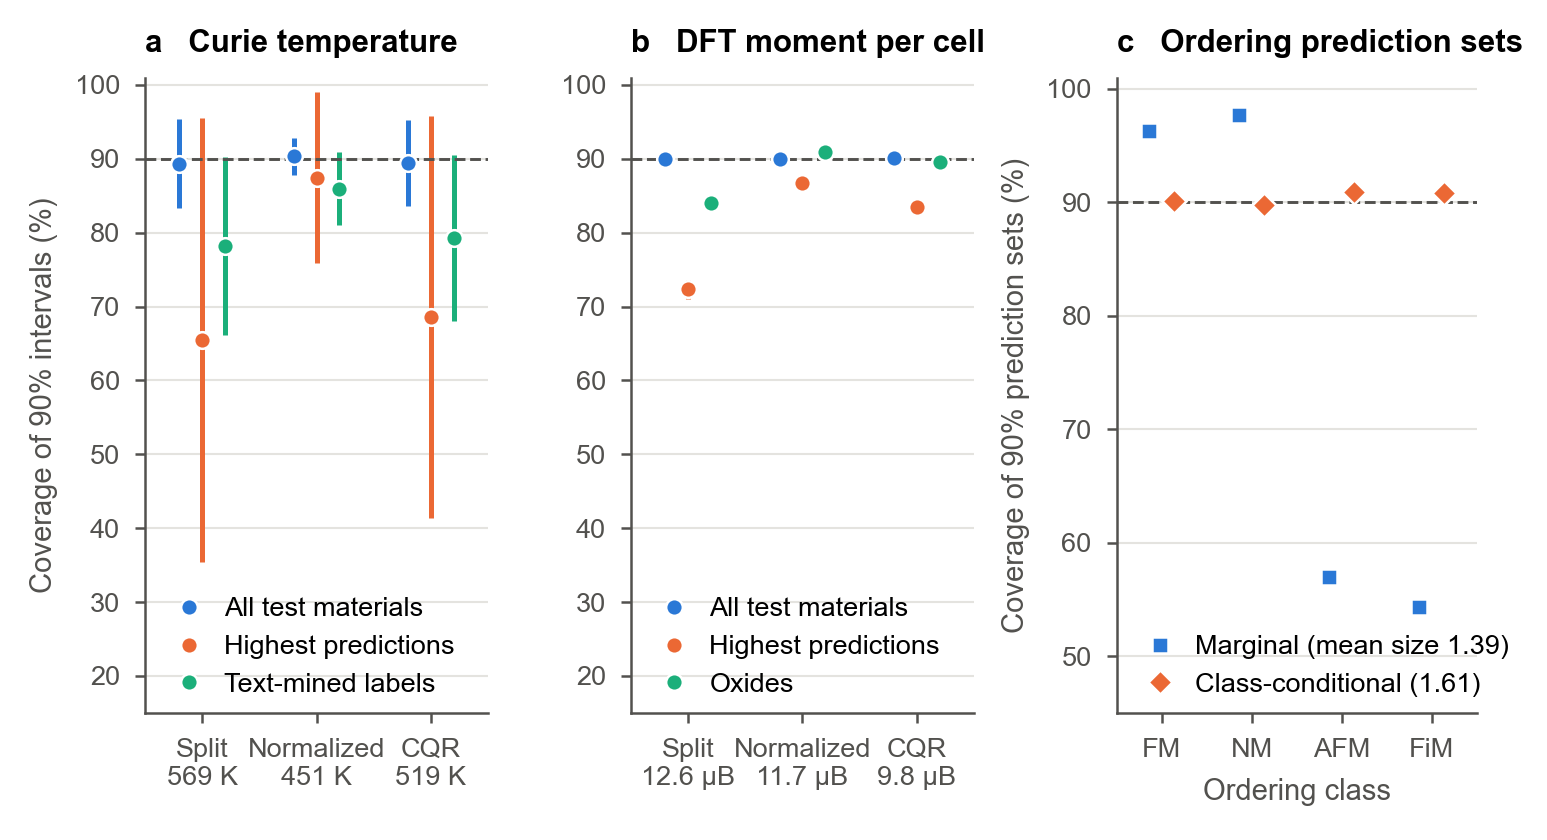 a Curie temperature
Coverage of 90% intervals (%)
100
90
80
70
60
50
40
30
20
All test materials
Highest predictions
Text-mined labels
Split Normalized CQR
569 K 451 K 519 K
b DFT moment per cell
100
90
80
70
60
50
40
30
20
All test materials
Highest predictions
Oxides
Split Normalized CQR
12.6 µB 11.7 µB 9.8 µB
c Ordering prediction sets
Coverage of 90% prediction sets (%)
100
90
80
70
60
50
Marginal (mean size 1.39)
Class-conditional (1.61)
FM NM AFM FiM
Ordering class